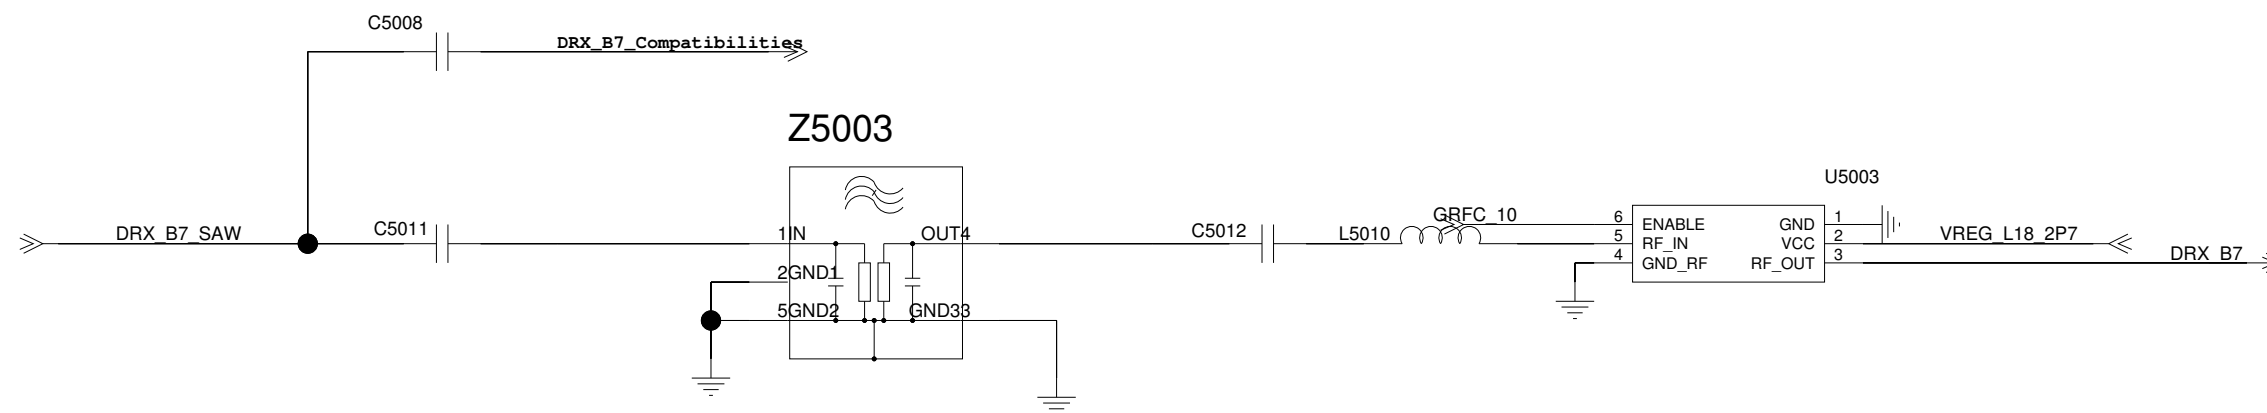 C5008
DRX_B7_Compatibilities
Z5003
U5003
DRX_B7_SAW
C5011
1IN
OUT4
C5012
L5010
GRFC_10
6
ENABLE
GND
1
5
RF_IN
VCC
2
VREG_L18_2P7
4
GND_RF
RF_OUT
3
DRX_B7
2GND1
5GND2
GND33